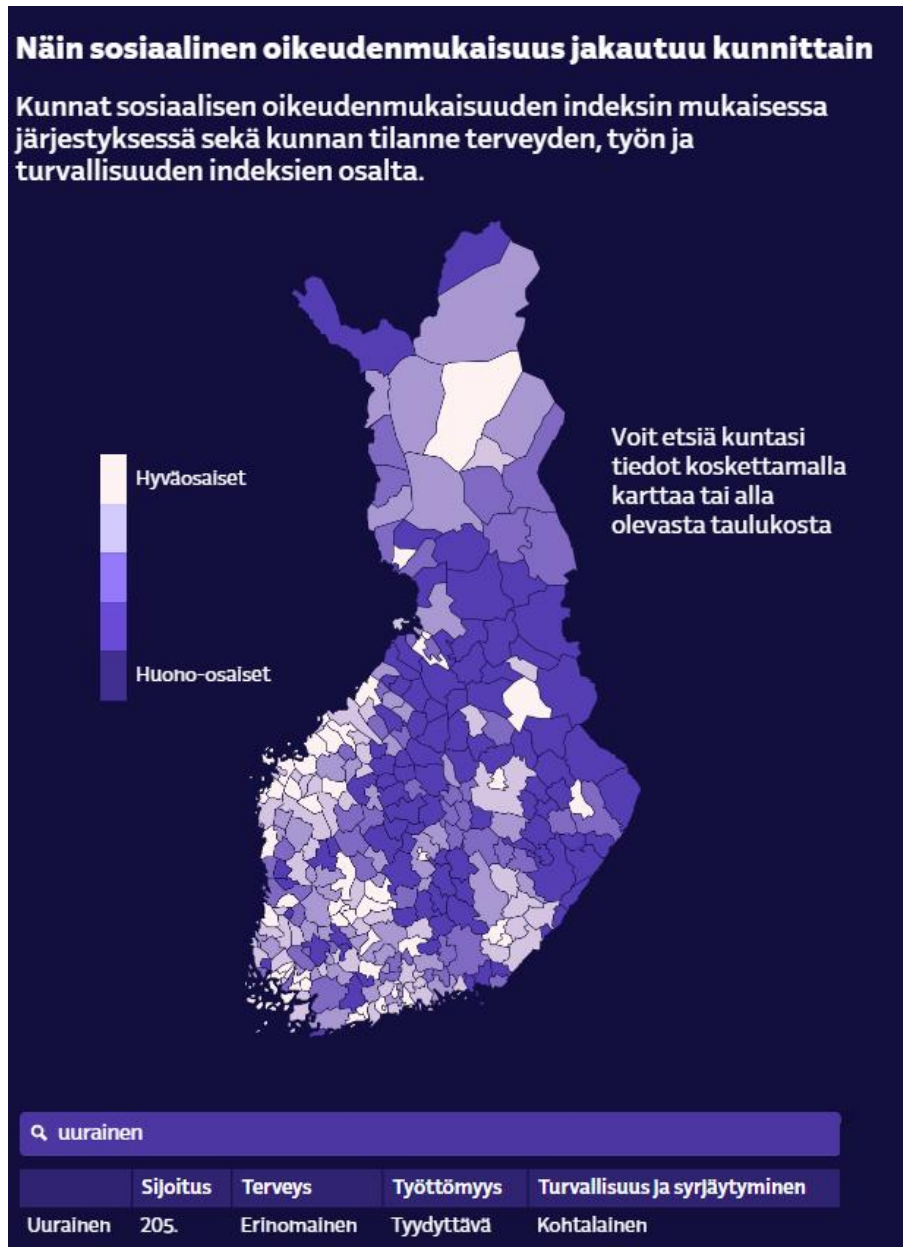 Näin sosiaalinen oikeudenmukaisuus jakautuu kunnittain
Kunnat sosiaalisen oikeudenmukaisuuden indeksin mukaisessa
järjestyksessä sekä kunnan tilanne terveyden, työn ja
turvallisuuden indeksien osalta.
Voit etsiä kuntasi
tiedot koskettamalla
karttaa tai alla
olevasta taulukosta
Hyväosaiset
Huono-osaiset
uurainen
Sijoitus Terveys Työttömyys Turvallisuus ja syrjäytyminen
Uurainen 205. Erinomainen Tyydyttävä Kohtalainen